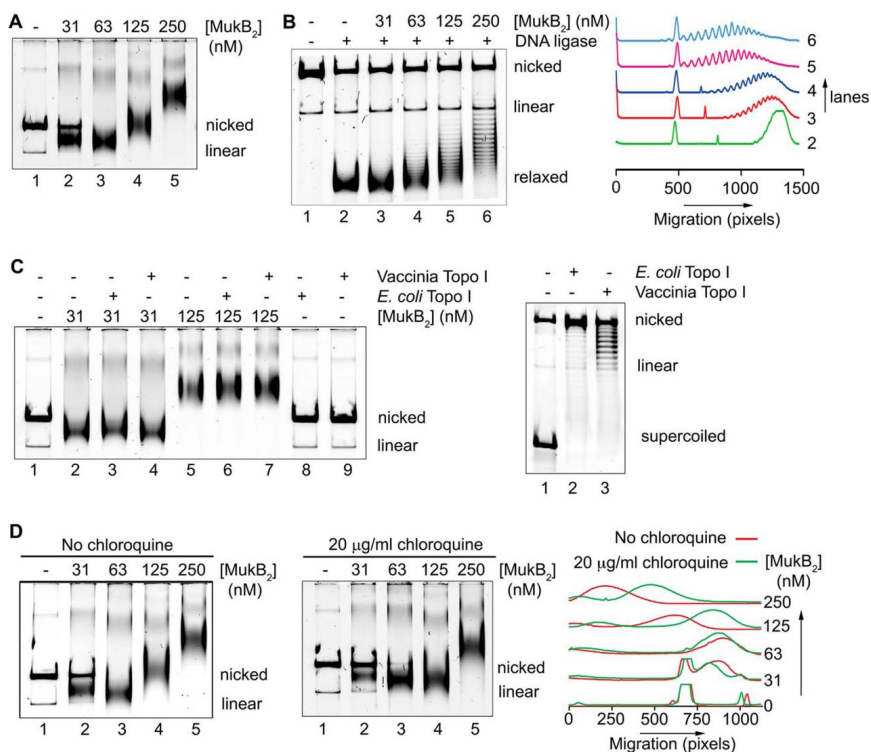 A
- 31 63 125 250 [MukB2] (nM)
nicked
linear
1 2 3 4 5
B
31 63 125 250 [MukB2] (nM)
- + + + + + DNA ligase
nicked
linear
relaxed
1 2 3 4 5 6
6
5
4
3
2
lanes
0 500 1000 1500
Migration (pixels)
C
- - - + - - + - + Vaccinia Topo I
- - + - - + - + - E. coli Topo I
- 31 31 31 125 125 125 - - [MukB2] (nM)
nicked
linear
1 2 3 4 5 6 7 8 9
- + - E. coli Topo I
- - + Vaccinia Topo I
nicked
linear
supercoiled
1 2 3
D
No chloroquine
- 31 63 125 250 [MukB2] (nM)
nicked
linear
1 2 3 4 5
20 µg/ml chloroquine
- 31 63 125 250 [MukB2] (nM)
nicked
linear
1 2 3 4 5
No chloroquine
20 µg/ml chloroquine
[MukB2] (nM)
250
125
63
31
0
0 250 500 750 1000
Migration (pixels)